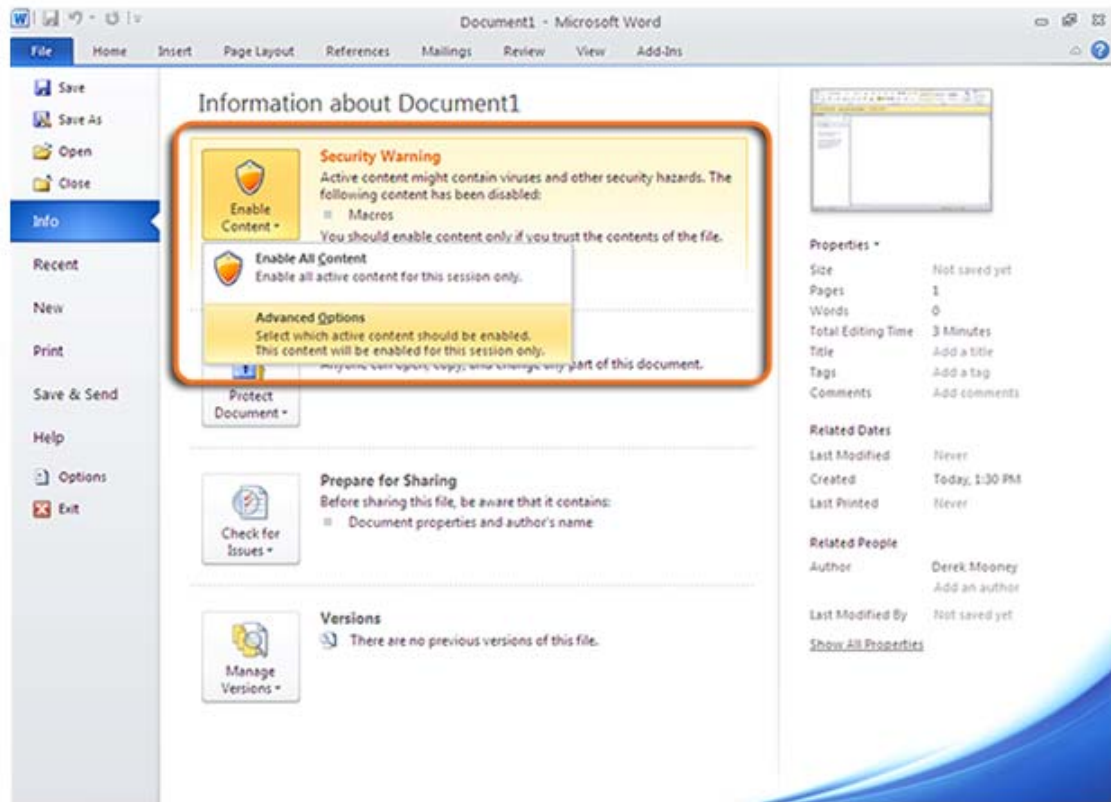 Document1 - Microsoft Word
File Home Insert Page Layout References Mailings Review View Add-Ins
Save
Save As
Open
Close
Info
Recent
New
Print
Save & Send
Help
Options
Exit
Information about Document1
Enable
Content
Security Warning
Active content might contain viruses and other security hazards. The
following content has been disabled:
Macros
You should enable content only if you trust the contents of the file.
Enable All Content
Enable all active content for this session only.
Advanced Options
Select which active content should be enabled.
This content will be enabled for this session only.
Anyone can open, copy, and change any part of this document.
Protect
Document
Check for
Issues
Prepare for Sharing
Before sharing this file, be aware that it contains:
Document properties and author's name
Manage
Versions
Versions
There are no previous versions of this file.
Properties
Size Not saved yet
Pages 1
Words 0
Total Editing Time 3 Minutes
Title Add a title
Tags Add a tag
Comments Add comments
Related Dates
Last Modified Never
Created Today, 1:30 PM
Last Printed Never
Related People
Author Derek Mooney
Add an author
Last Modified By Not saved yet
Show All Properties